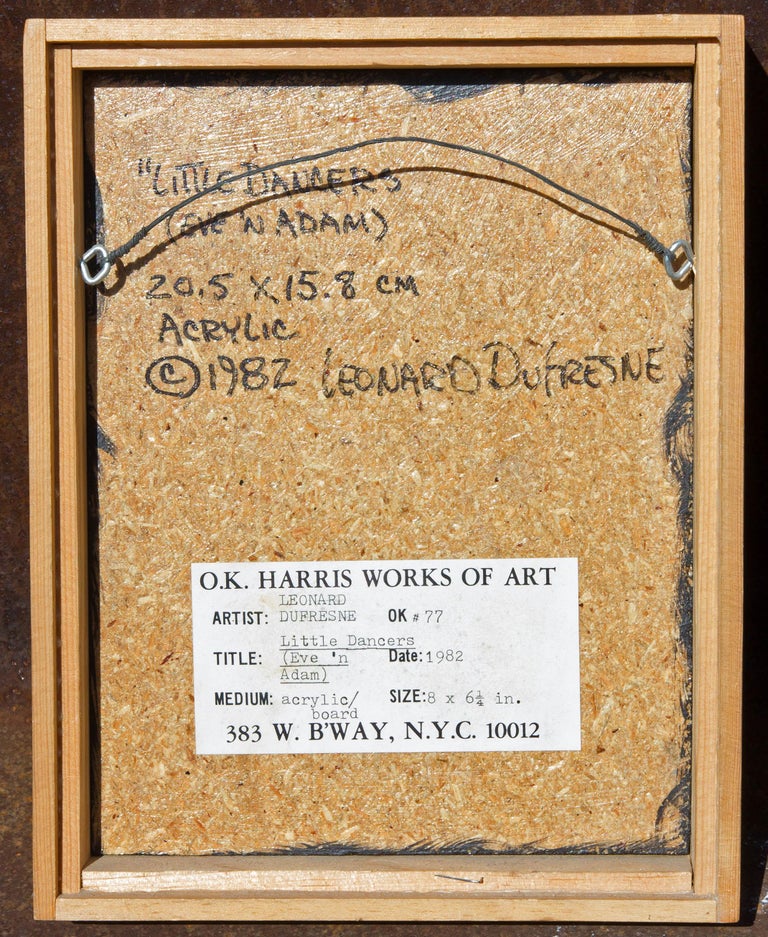 "LITTLE DANCERS
(EVE 'N ADAM)
20.5 X 15.8 CM
ACRYLIC
©1982 LEONARD DUFRESNE
O.K. HARRIS WORKS OF ART
LEONARD
ARTIST: DUFRESNE OK # 77
Little Dancers
TITLE: (Eve 'n Date: 1982
Adam)
MEDIUM: acrylic/ SIZE: 8 x 6¼ in.
board
383 W. B'WAY, N.Y.C. 10012